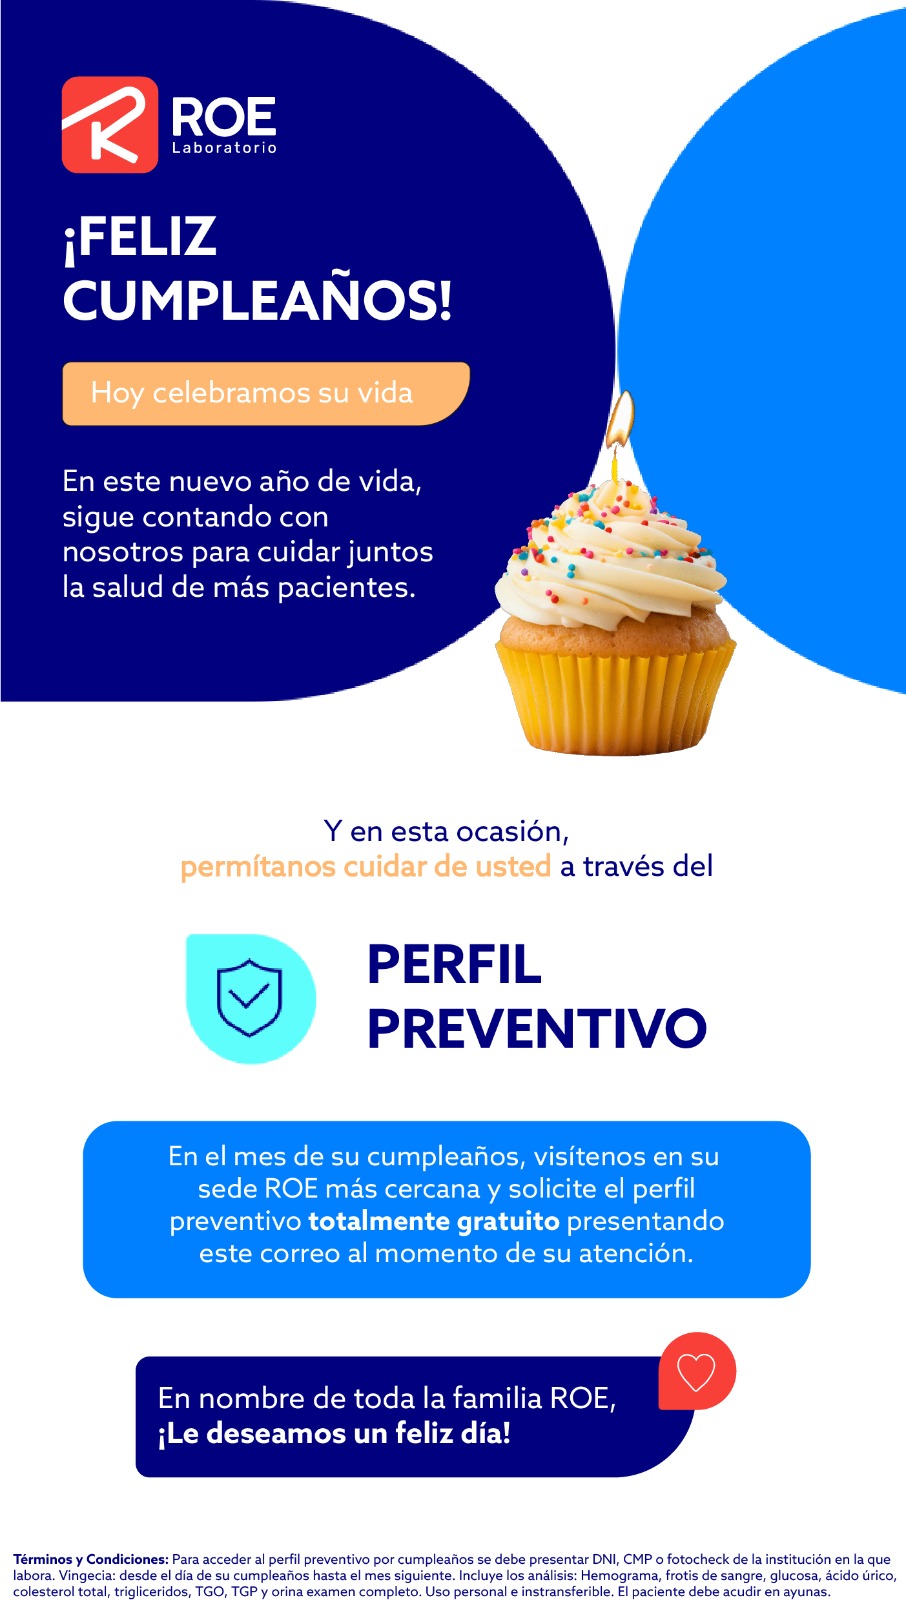 ROE
Laboratorio
¡FELIZ
CUMPLEAÑOS!
Hoy celebramos su vida
En este nuevo año de vida,
sigue contando con
nosotros para cuidar juntos
la salud de más pacientes.
Y en esta ocasión,
permítanos cuidar de usted a través del
PERFIL
PREVENTIVO
En el mes de su cumpleaños, visítenos en su
sede ROE más cercana y solicite el perfil
preventivo totalmente gratuito presentando
este correo al momento de su atención.
En nombre de toda la familia ROE,
¡Le deseamos un feliz día!
Términos y Condiciones: Para acceder al perfil preventivo por cumpleaños se debe presentar DNI, CMP o fotocheck de la institución en la que
labora. Vingecia: desde el día de su cumpleaños hasta el mes siguiente. Incluye los análisis: Hemograma, frotis de sangre, glucosa, ácido úrico,
colesterol total, trigliceridos, TGO, TGP y orina examen completo. Uso personal e instransferible. El paciente debe acudir en ayunas.